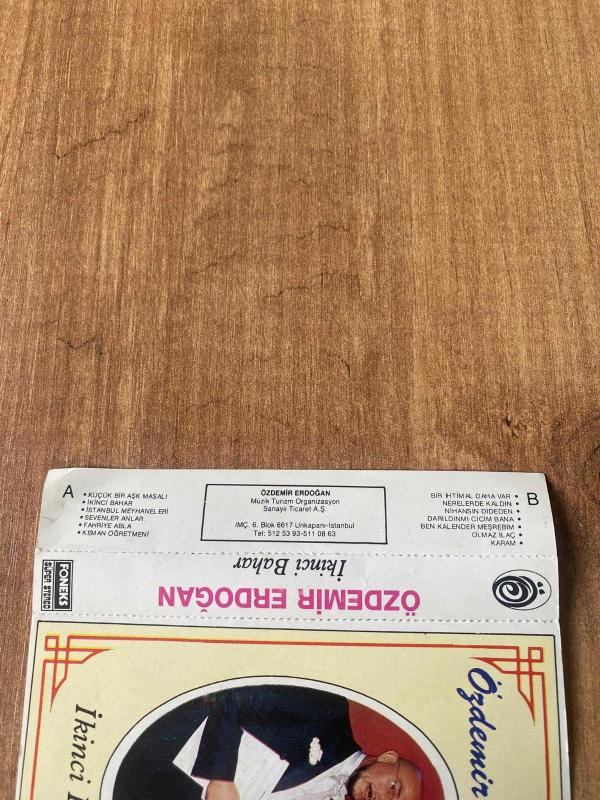 A
• KÜÇÜK BİR AŞK MASALI
• İKİNCİ BAHAR
• İSTANBUL MEYHANELERİ
• SEVENLER ANLAR
• FAHRİYE ABLA
• KEMAN ÖĞRETMENİ
ÖZDEMİR ERDOĞAN
Müzik Turizm Organizasyon
Sanayii Ticaret A.Ş.
IMÇ. 6. Blok 6617 Unkapanı-İstanbul
Tel: 512 53 93-511 08 63
B
BİR İHTİMAL DAHA VAR •
NERELERDE KALDIN •
NİHANSIN DİDEDEN •
DARILDINMI CİCİM BANA •
BEN KALENDER MEŞREBİM •
OLMAZ İLAÇ •
KARAM •
ÖZDEMİR ERDOĞAN
İkinci Bahar
FONEKS
SUPER STEREO
Özdemir
İkinci